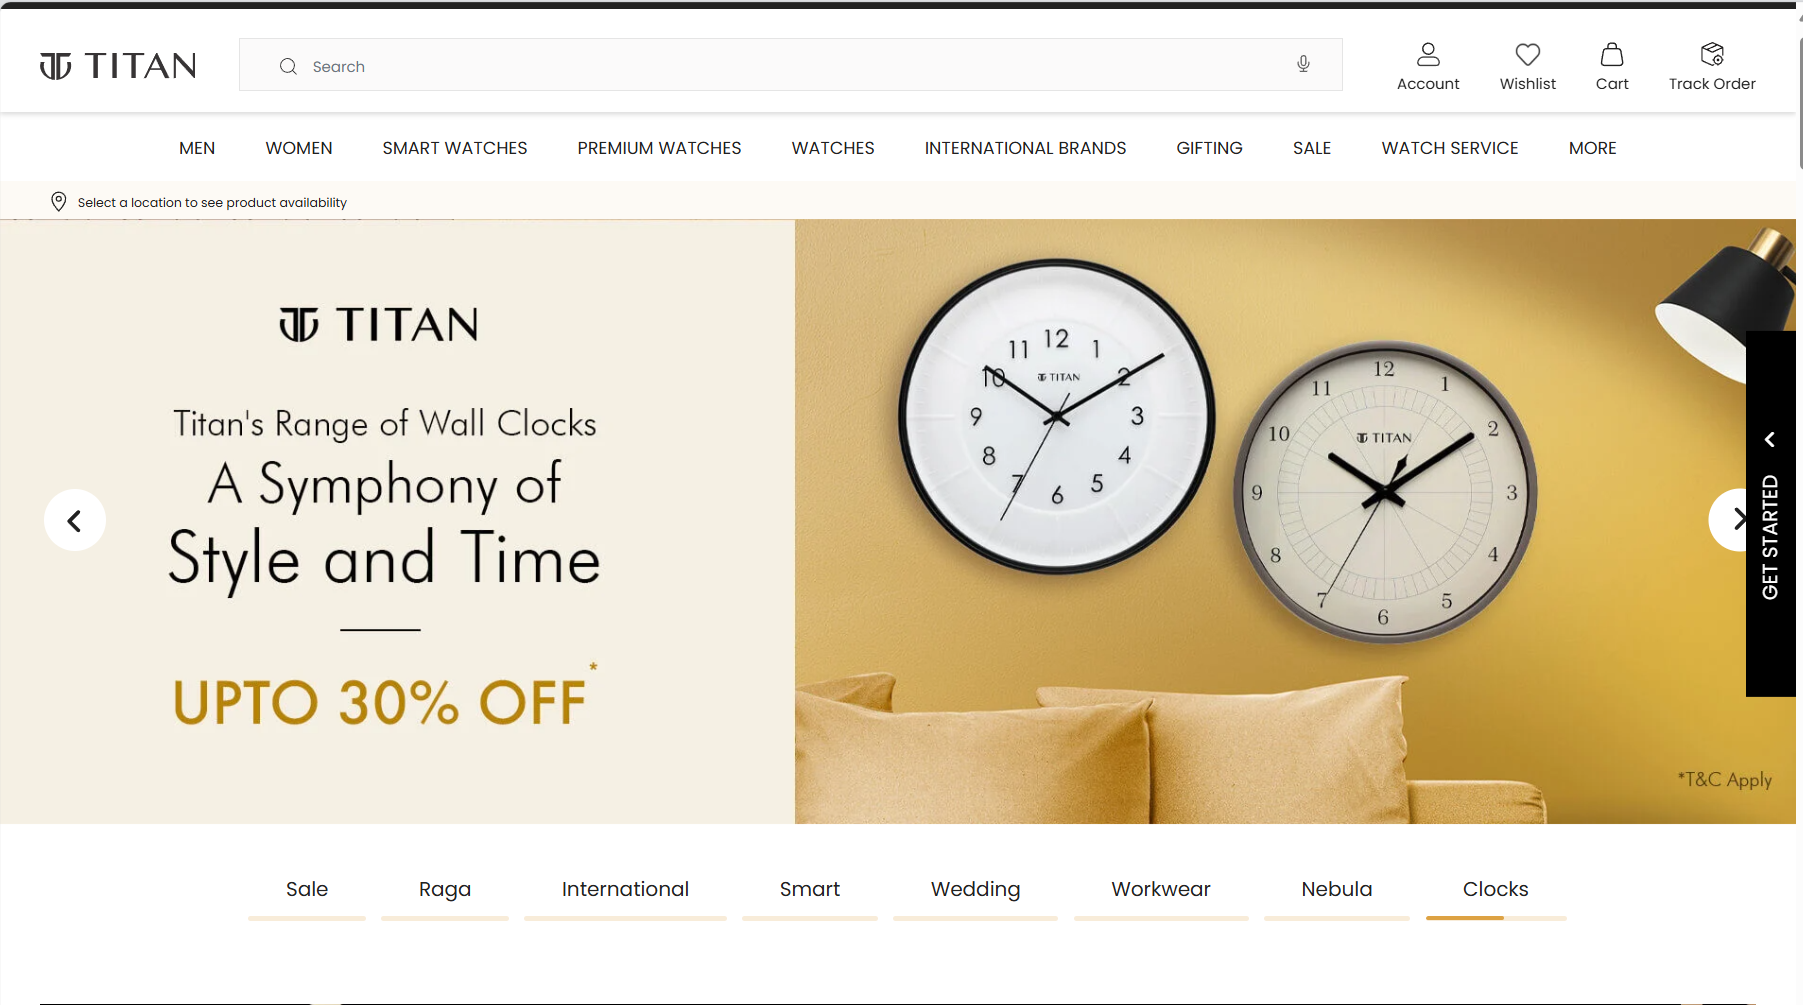 TITAN
Search
Account
Wishlist
Cart
Track Order
MEN
WOMEN
SMART WATCHES
PREMIUM WATCHES
WATCHES
INTERNATIONAL BRANDS
GIFTING
SALE
WATCH SERVICE
MORE
Select a location to see product availability
TITAN
Titan's Range of Wall Clocks
A Symphony of
Style and Time
UPTO 30% OFF*
12
1
2
3
4
5
6
7
8
9
10
11
TITAN
12
1
2
3
4
5
6
7
8
9
10
11
TITAN
GET STARTED
*T&C Apply
Sale
Raga
International
Smart
Wedding
Workwear
Nebula
Clocks